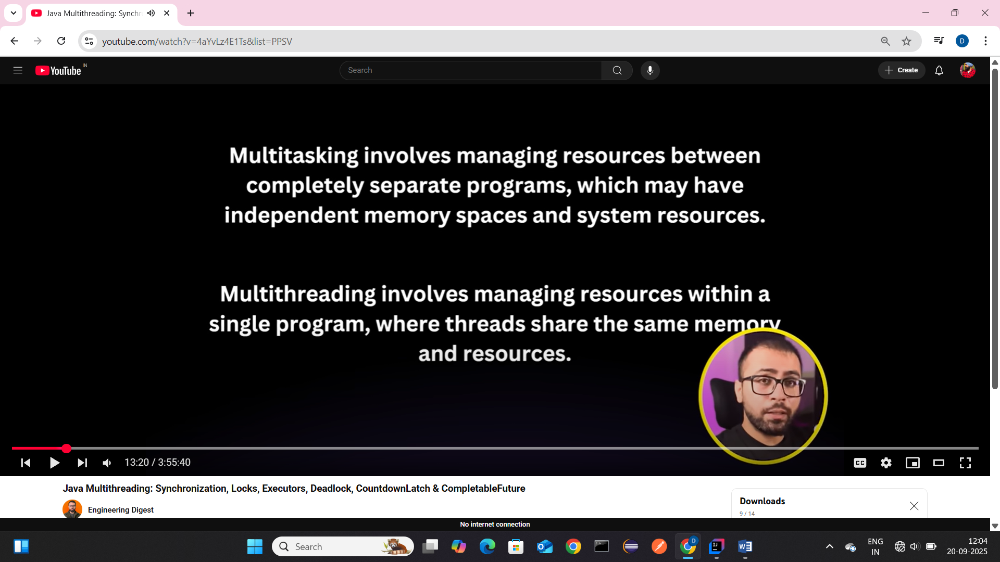 Java Multithreading: Synchr
youtube.com/watch?v=4aYvLz4E1Ts&list=PPSV
D
YouTube IN
Search
Create
Multitasking involves managing resources between
completely separate programs, which may have
independent memory spaces and system resources.
Multithreading involves managing resources within a
single program, where threads share the same memory
and resources.
13:20 / 3:55:40
CC
Java Multithreading: Synchronization, Locks, Executors, Deadlock, CountdownLatch & CompletableFuture
Engineering Digest
Downloads
9 / 14
No internet connection
Search
D
IJ
W
ENG
IN
12:04
20-09-2025